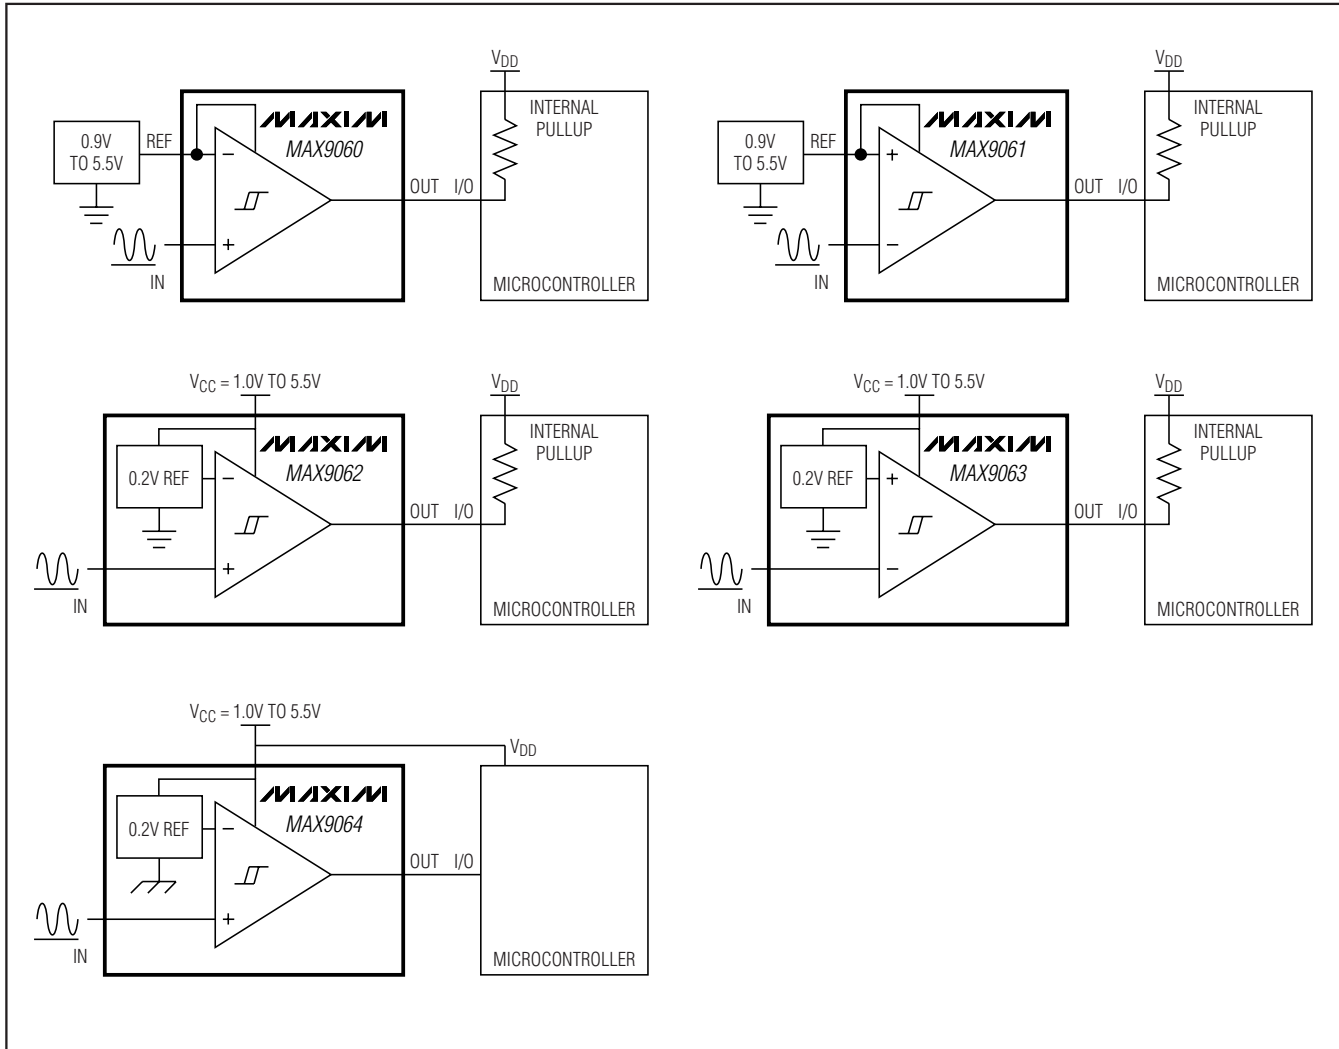 VDD
VDD
INTERNAL
PULLUP
MAXIM
MAX9060
0.9V
TO 5.5V
REF
−
+
IN
OUT I/O
MICROCONTROLLER
INTERNAL
PULLUP
MAXIM
MAX9061
0.9V
TO 5.5V
REF
+
−
IN
OUT I/O
MICROCONTROLLER
VCC = 1.0V TO 5.5V
VDD
INTERNAL
PULLUP
MAXIM
MAX9062
0.2V REF
−
+
IN
OUT I/O
MICROCONTROLLER
VCC = 1.0V TO 5.5V
VDD
INTERNAL
PULLUP
MAXIM
MAX9063
0.2V REF
+
−
IN
OUT I/O
MICROCONTROLLER
VCC = 1.0V TO 5.5V
VDD
MAXIM
MAX9064
0.2V REF
−
+
IN
OUT I/O
MICROCONTROLLER